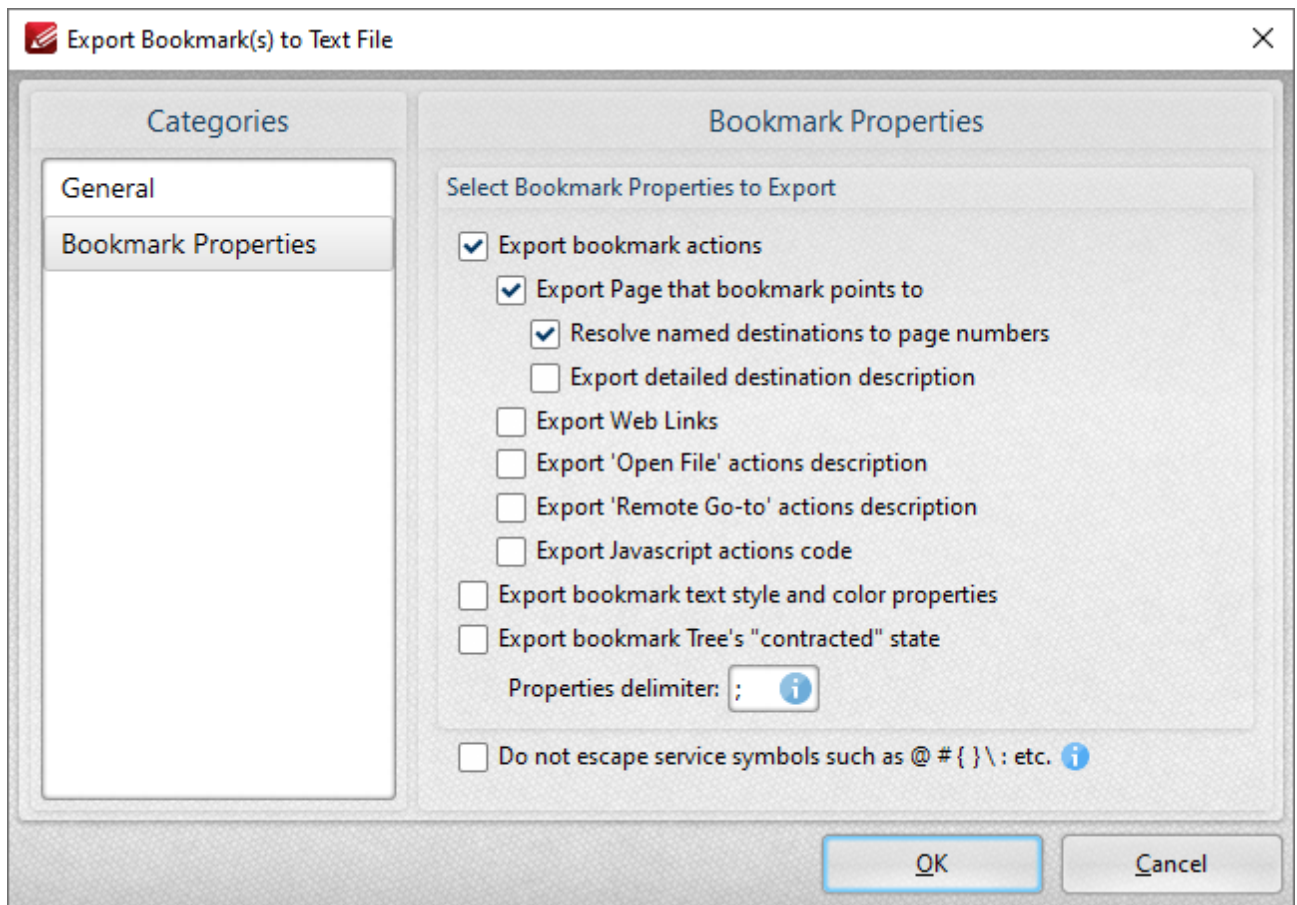 Export Bookmark(s) to Text File
Categories
General
Bookmark Properties
Bookmark Properties
Select Bookmark Properties to Export
Export bookmark actions
Export Page that bookmark points to
Resolve named destinations to page numbers
Export detailed destination description
Export Web Links
Export 'Open File' actions description
Export 'Remote Go-to' actions description
Export Javascript actions code
Export bookmark text style and color properties
Export bookmark Tree's "contracted" state
Properties delimiter: ;
Do not escape service symbols such as @ # { } \ : etc.
OK Cancel